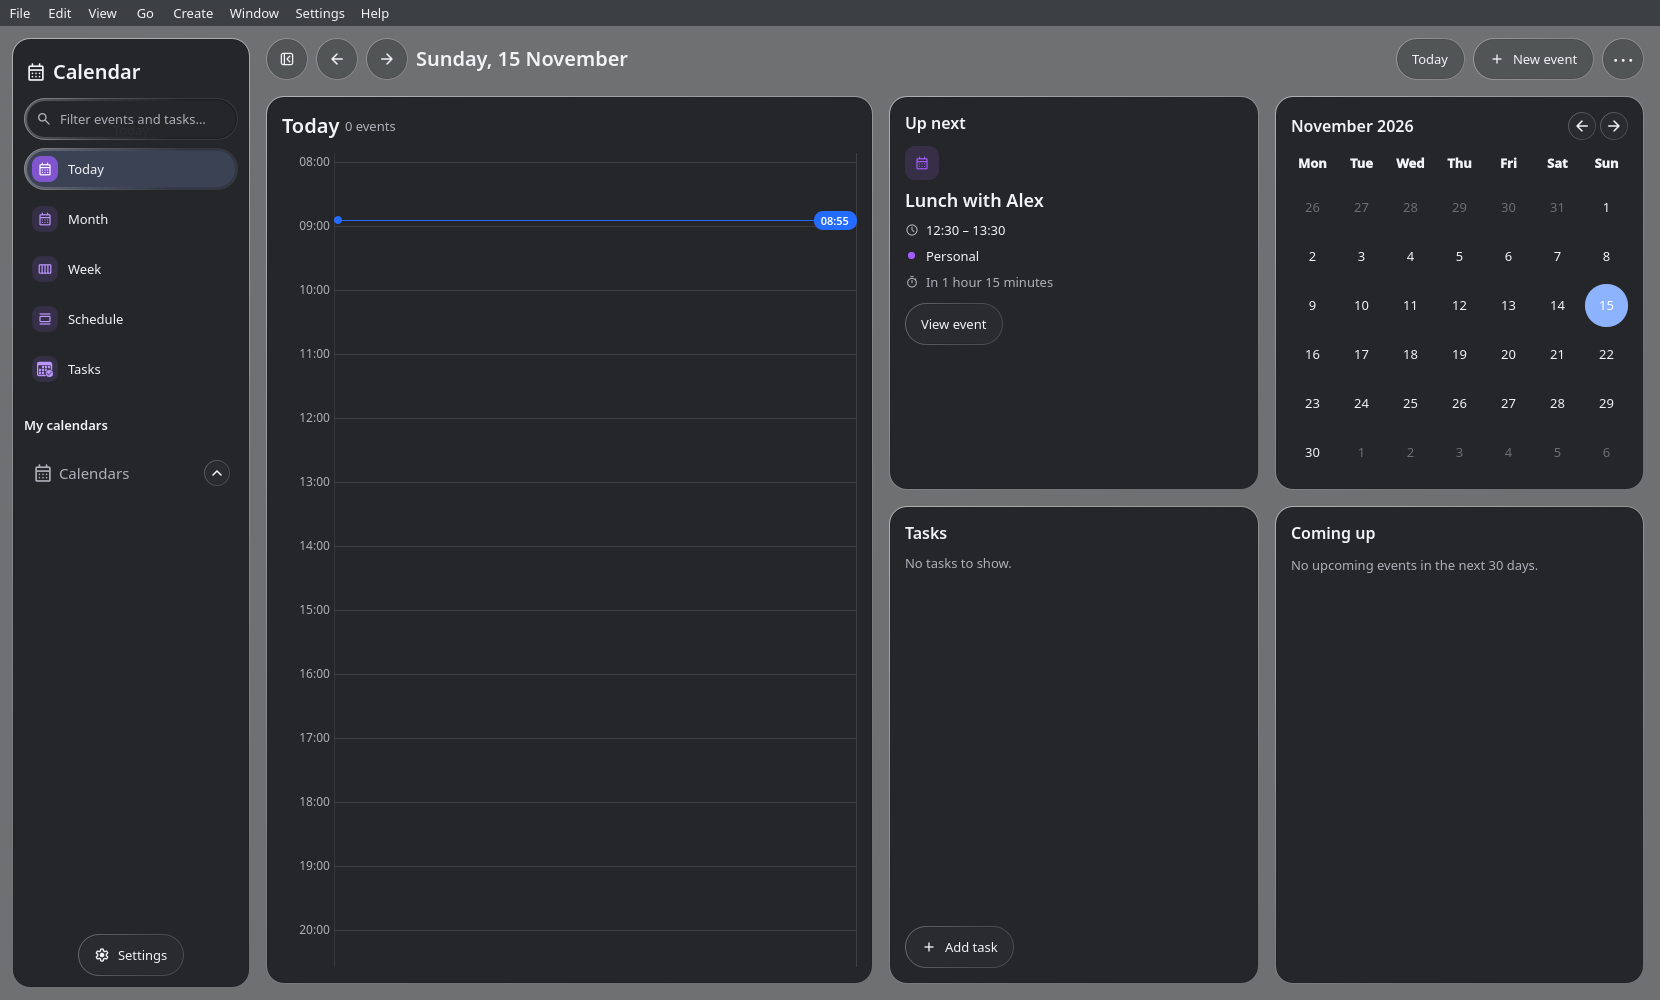 File Edit View Go Create Window Settings Help
Calendar
Filter events and tasks...
Today
Month
Week
Schedule
Tasks
My calendars
Calendars
Settings
Sunday, 15 November
Today
+ New event
...
Today 0 events
08:00
08:55
09:00
10:00
11:00
12:00
13:00
14:00
15:00
16:00
17:00
18:00
19:00
20:00
Up next
Lunch with Alex
12:30 – 13:30
Personal
In 1 hour 15 minutes
View event
November 2026
Mon Tue Wed Thu Fri Sat Sun
26 27 28 29 30 31 1
2 3 4 5 6 7 8
9 10 11 12 13 14 15
16 17 18 19 20 21 22
23 24 25 26 27 28 29
30 1 2 3 4 5 6
Tasks
No tasks to show.
+ Add task
Coming up
No upcoming events in the next 30 days.